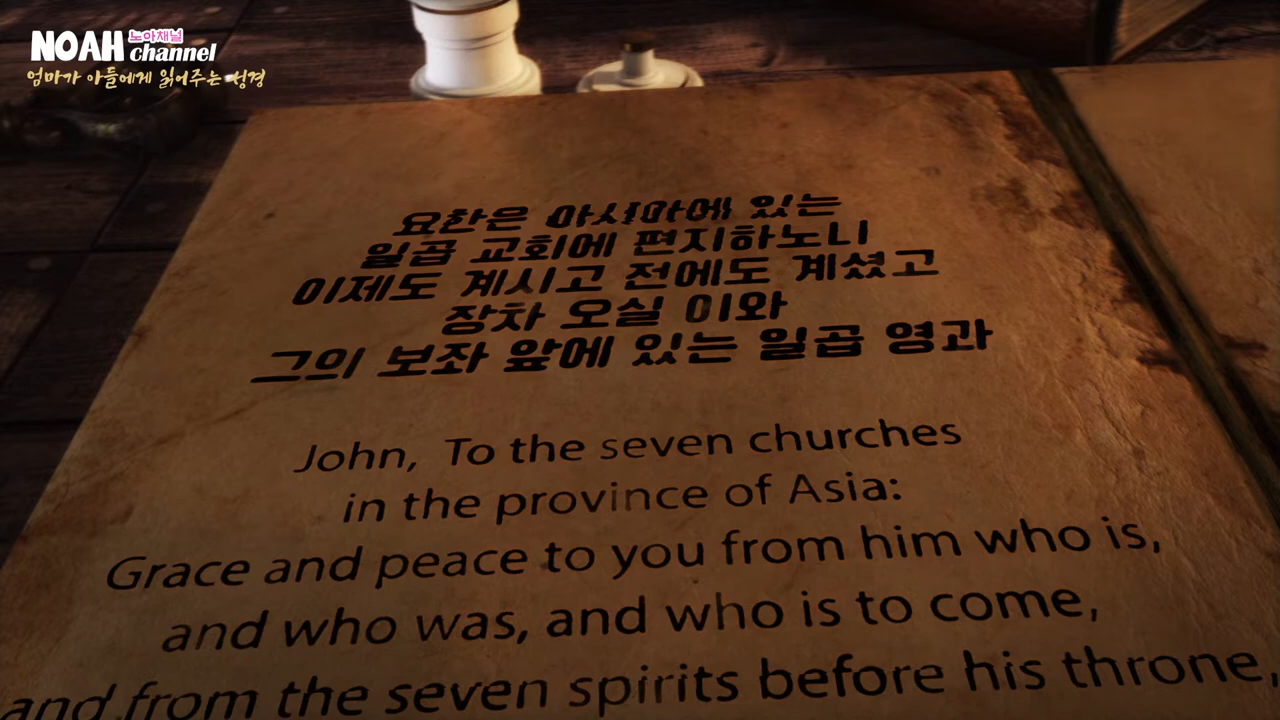 NOAH 노아채널
channel
엄마가 아들에게 읽어주는 성경
요한은 아시아에 있는
일곱 교회에 편지하노니
이제도 계시고 전에도 계셨고
장차 오실 이와
그의 보좌 앞에 있는 일곱 영과
John, To the seven churches
in the province of Asia:
Grace and peace to you from him who is,
and who was, and who is to come,
and from the seven spirits before his throne,